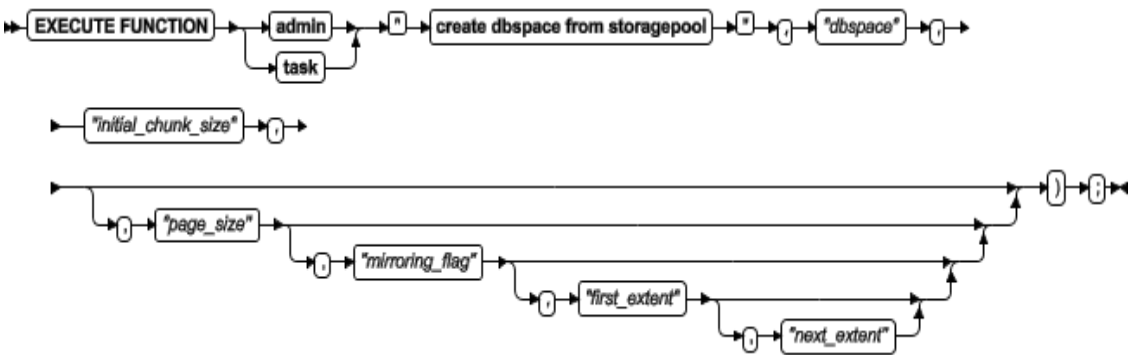 EXECUTE FUNCTION admin " create dbspace from storagepool " , "dbspace" ,
task
"initial_chunk_size" ,
) ;
, "page_size"
, "mirroring_flag"
, "first_extent"
, "next_extent"